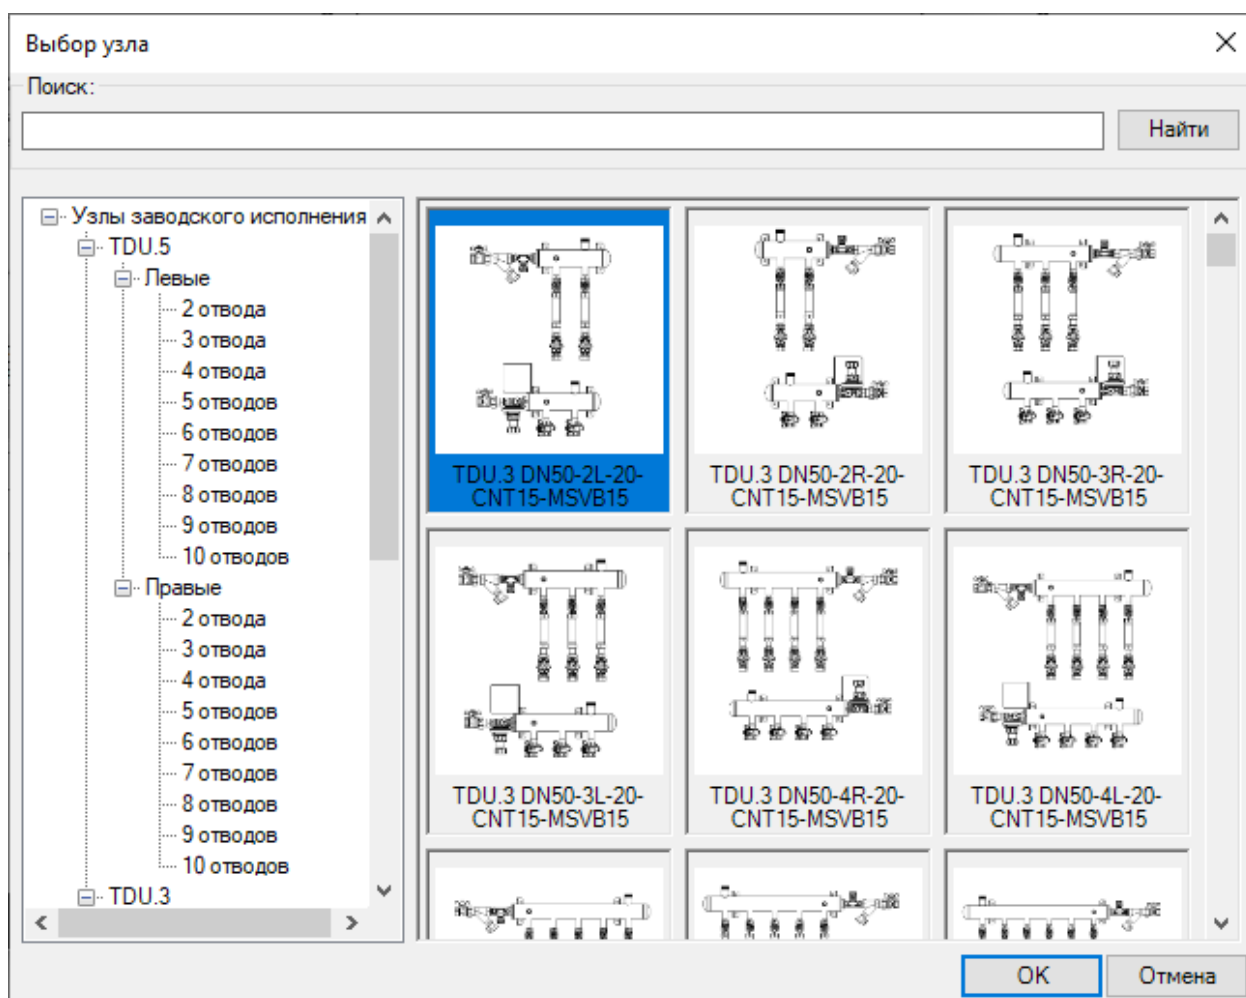 Выбор узла
Поиск:
Найти
Узлы заводского исполнения
TDU.5
Левые
2 отвода
3 отвода
4 отвода
5 отводов
6 отводов
7 отводов
8 отводов
9 отводов
10 отводов
Правые
2 отвода
3 отвода
4 отвода
5 отводов
6 отводов
7 отводов
8 отводов
9 отводов
10 отводов
TDU.3
TDU.3 DN50-2L-20-
CNT15-MSVB15
TDU.3 DN50-2R-20-
CNT15-MSVB15
TDU.3 DN50-3R-20-
CNT15-MSVB15
TDU.3 DN50-3L-20-
CNT15-MSVB15
TDU.3 DN50-4R-20-
CNT15-MSVB15
TDU.3 DN50-4L-20-
CNT15-MSVB15
OK
Отмена